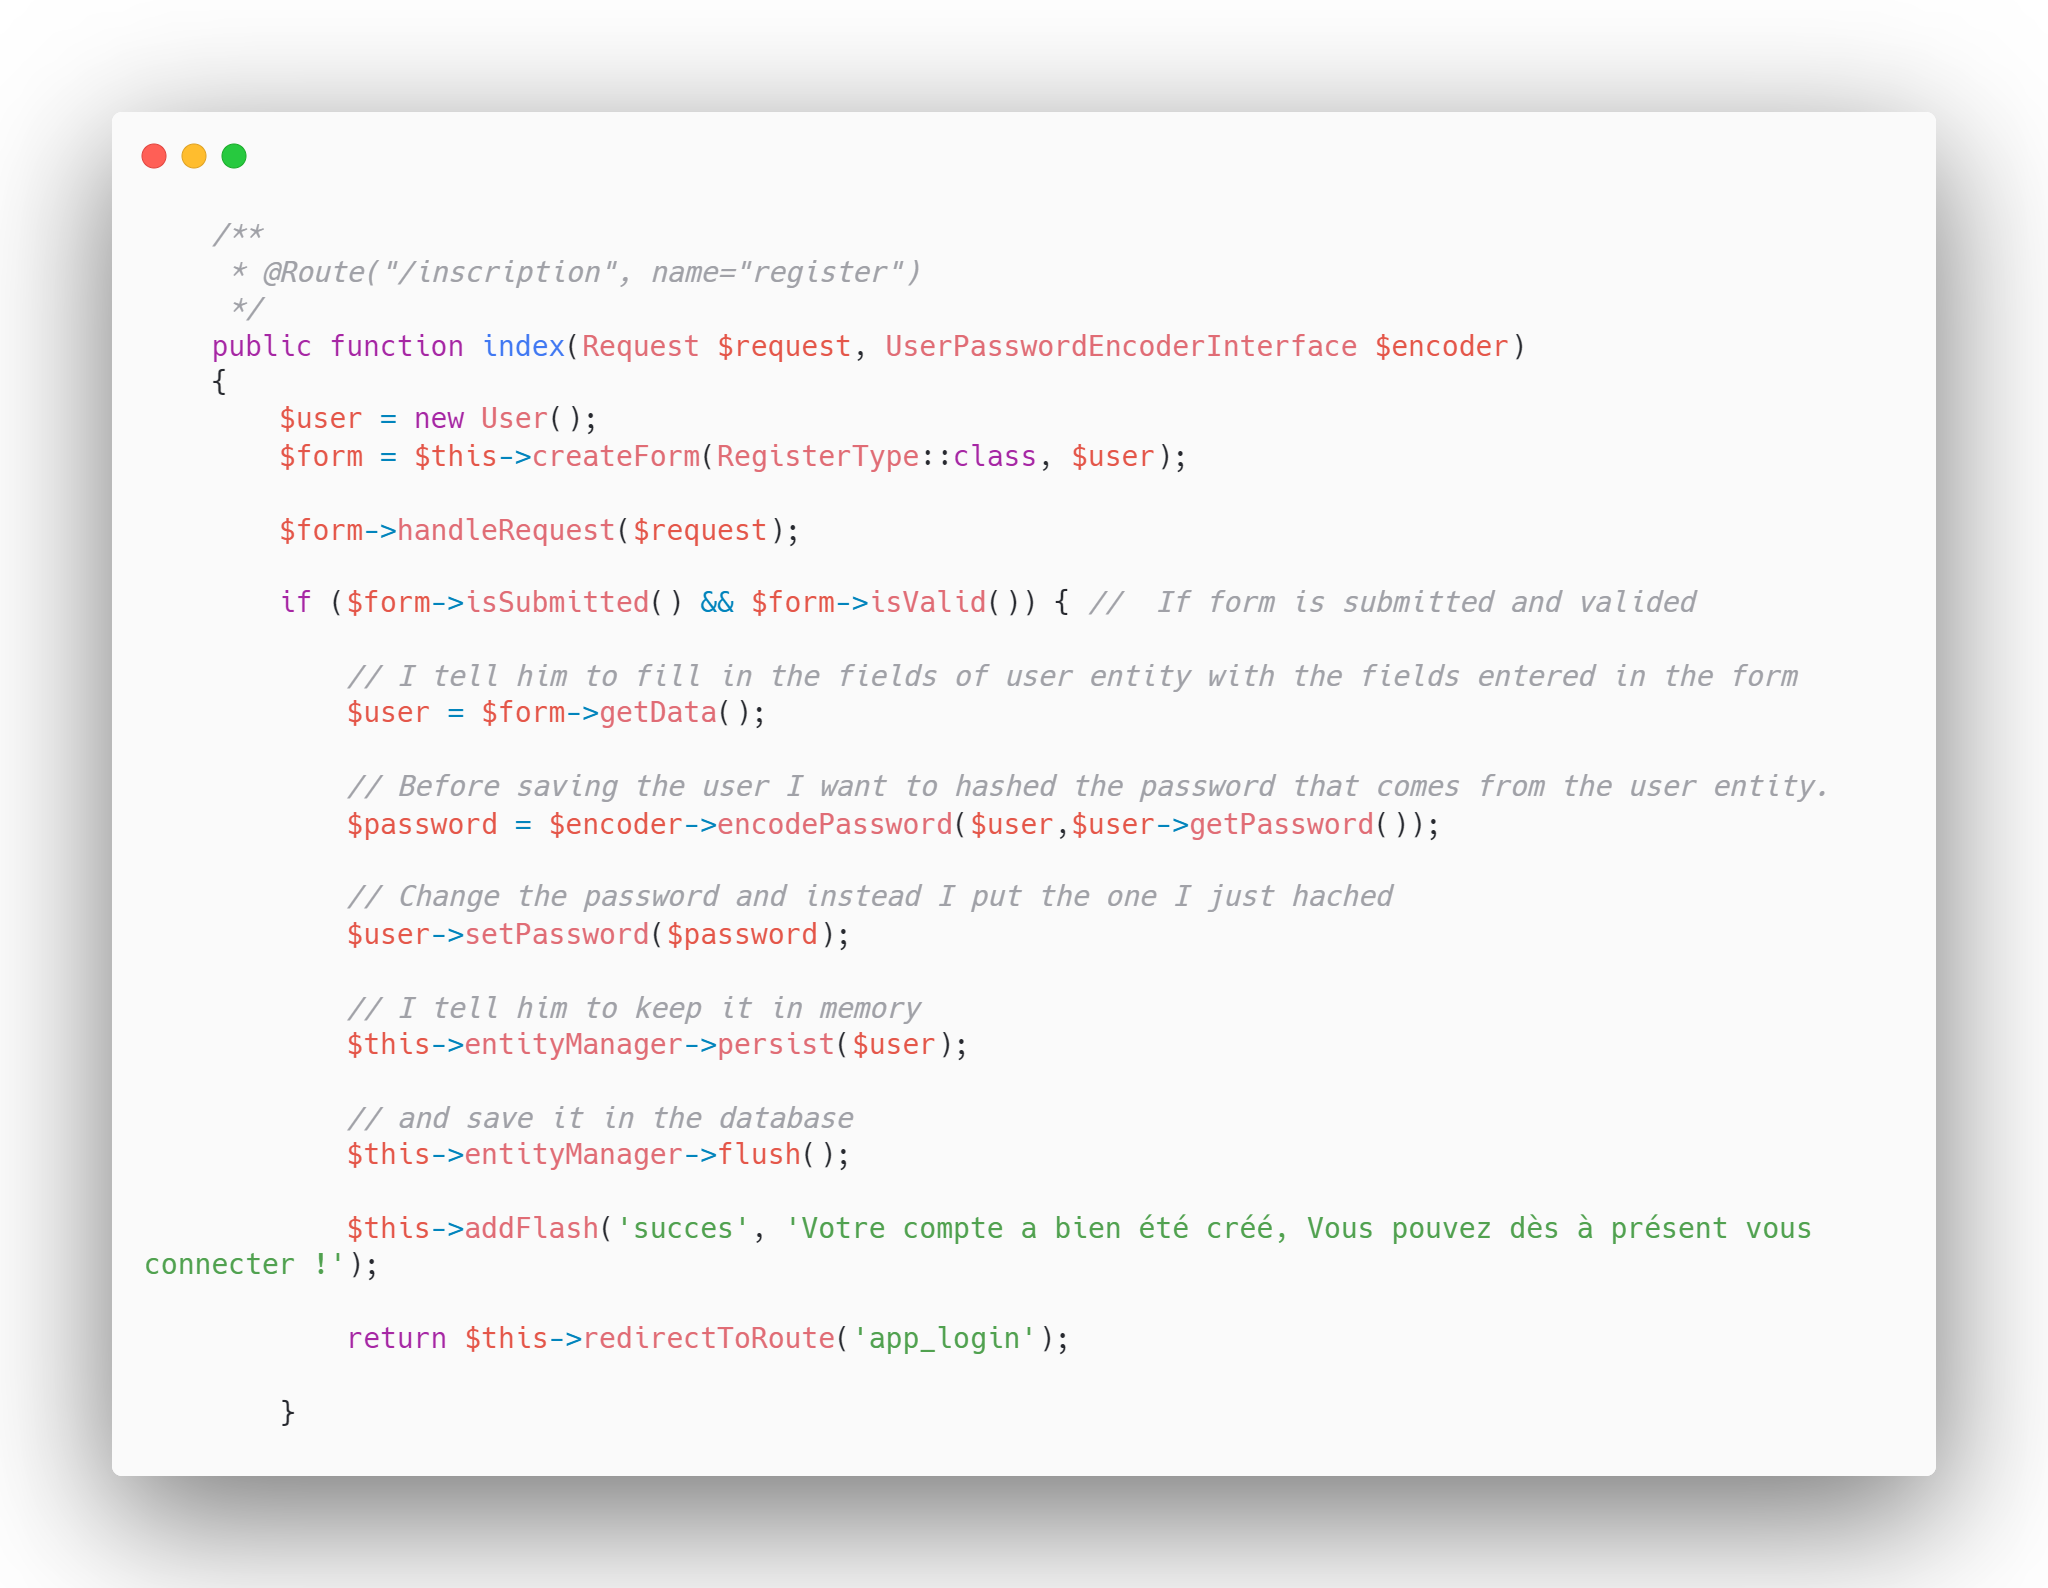 /**
 * @Route("/inscription", name="register")
 */
public function index(Request $request, UserPasswordEncoderInterface $encoder)
{
    $user = new User();
    $form = $this->createForm(RegisterType::class, $user);

    $form->handleRequest($request);

    if ($form->isSubmitted() && $form->isValid()) { //  If form is submitted and valided

        // I tell him to fill in the fields of user entity with the fields entered in the form
        $user = $form->getData();

        // Before saving the user I want to hashed the password that comes from the user entity.
        $password = $encoder->encodePassword($user,$user->getPassword());

        // Change the password and instead I put the one I just hached
        $user->setPassword($password);

        // I tell him to keep it in memory
        $this->entityManager->persist($user);

        // and save it in the database
        $this->entityManager->flush();

        $this->addFlash('succes', 'Votre compte a bien été créé, Vous pouvez dès à présent vous
connecter !');

        return $this->redirectToRoute('app_login');

    }